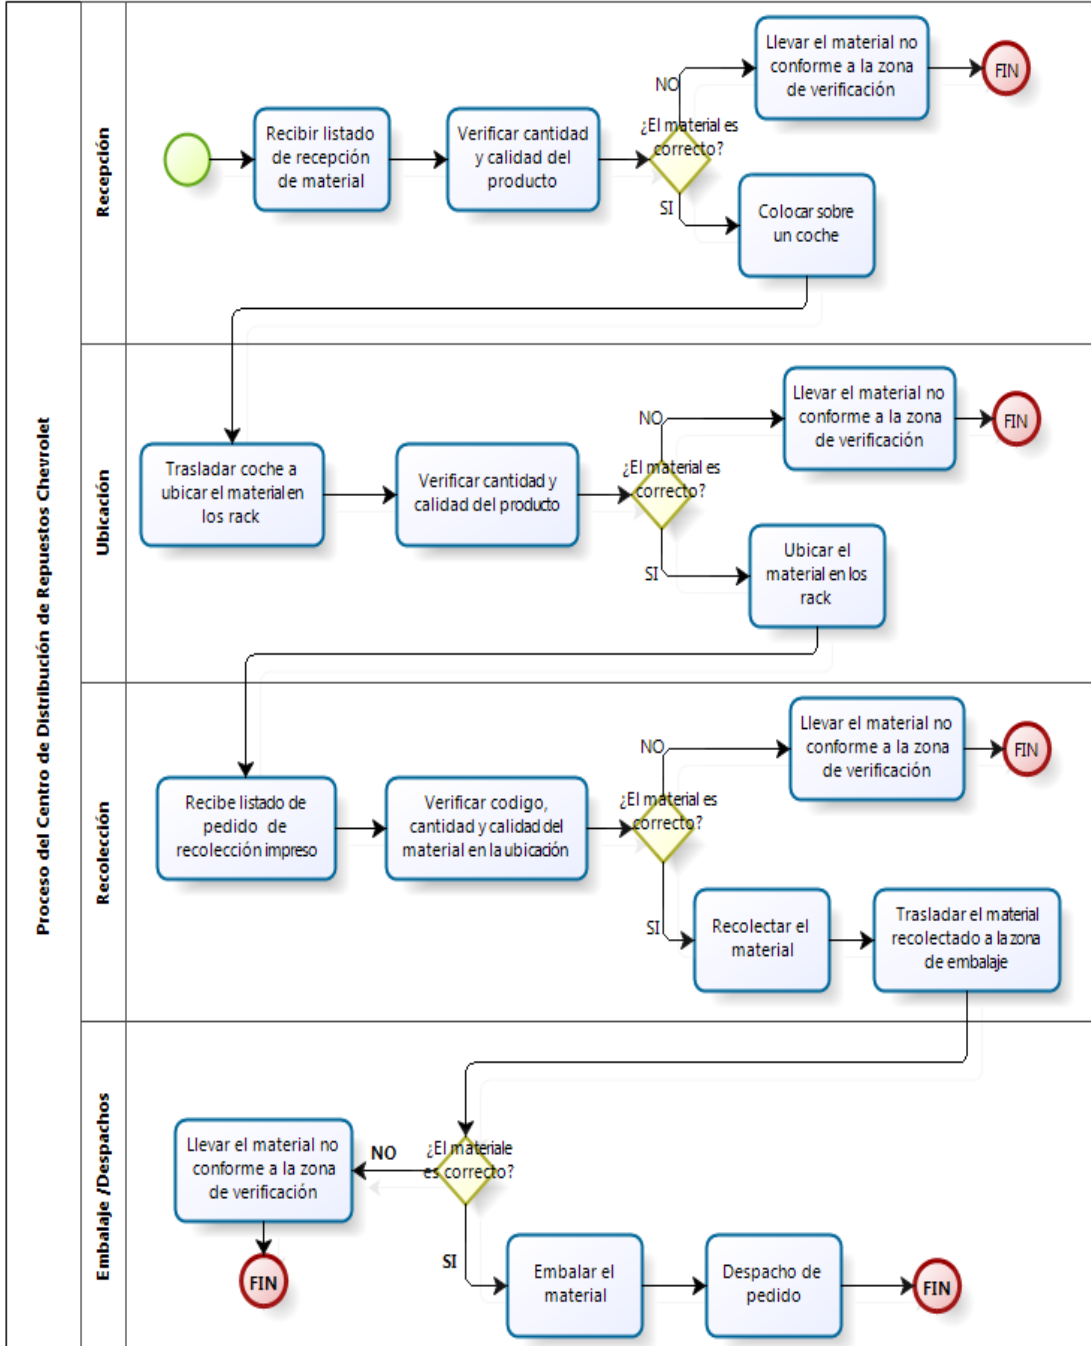 Proceso del Centro de Distribución de Repuestos Chevrolet
Recepción
Recibir listado
de recepción
de material
Verificar cantidad
y calidad del
producto
¿El material es
correcto?
NO
Llevar el material no
conforme a la zona
de verificación
FIN
SI
Colocar sobre
un coche
Ubicación
Trasladar coche a
ubicar el material en
los rack
Verificar cantidad y
calidad del producto
¿El material es
correcto?
NO
Llevar el material no
conforme a la zona
de verificación
FIN
SI
Ubicar el
material en los
rack
Recolección
Recibe listado de
pedido de
recolección impreso
Verificar codigo,
cantidad y calidad del
material en la ubicación
¿El material es
correcto?
NO
Llevar el material no
conforme a la zona
de verificación
FIN
SI
Recolectar el
material
Trasladar el material
recolectado a la zona
de embalaje
Embalaje /Despachos
¿El materiale
es correcto?
NO
Llevar el material no
conforme a la zona
de verificación
FIN
SI
Embalar el
material
Despacho de
pedido
FIN